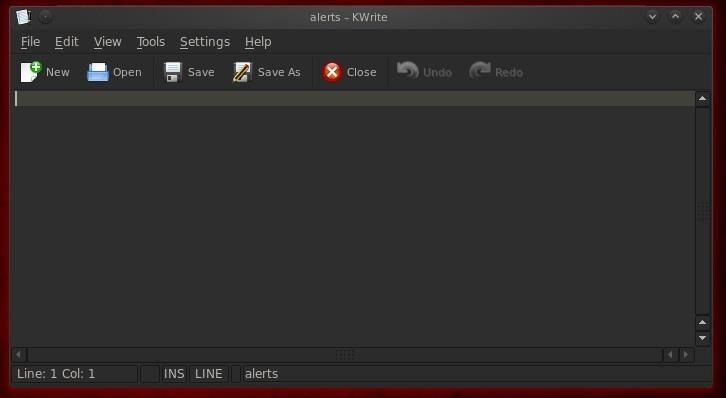 alerts – KWrite
File Edit View Tools Settings Help
New Open Save Save As Close Undo Redo
Line: 1 Col: 1 INS LINE alerts